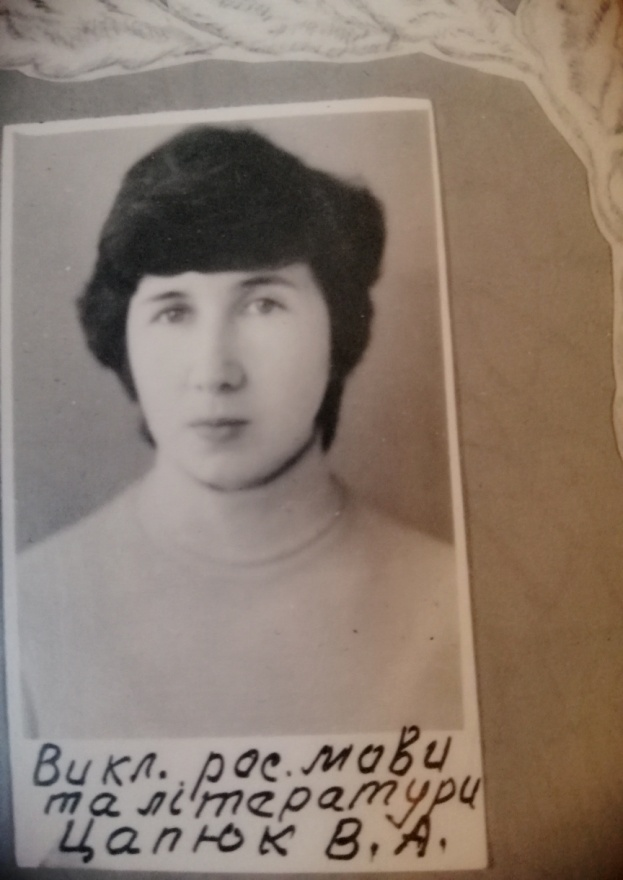 Викл. рос. мови
та літератури
Цапюк В. А.